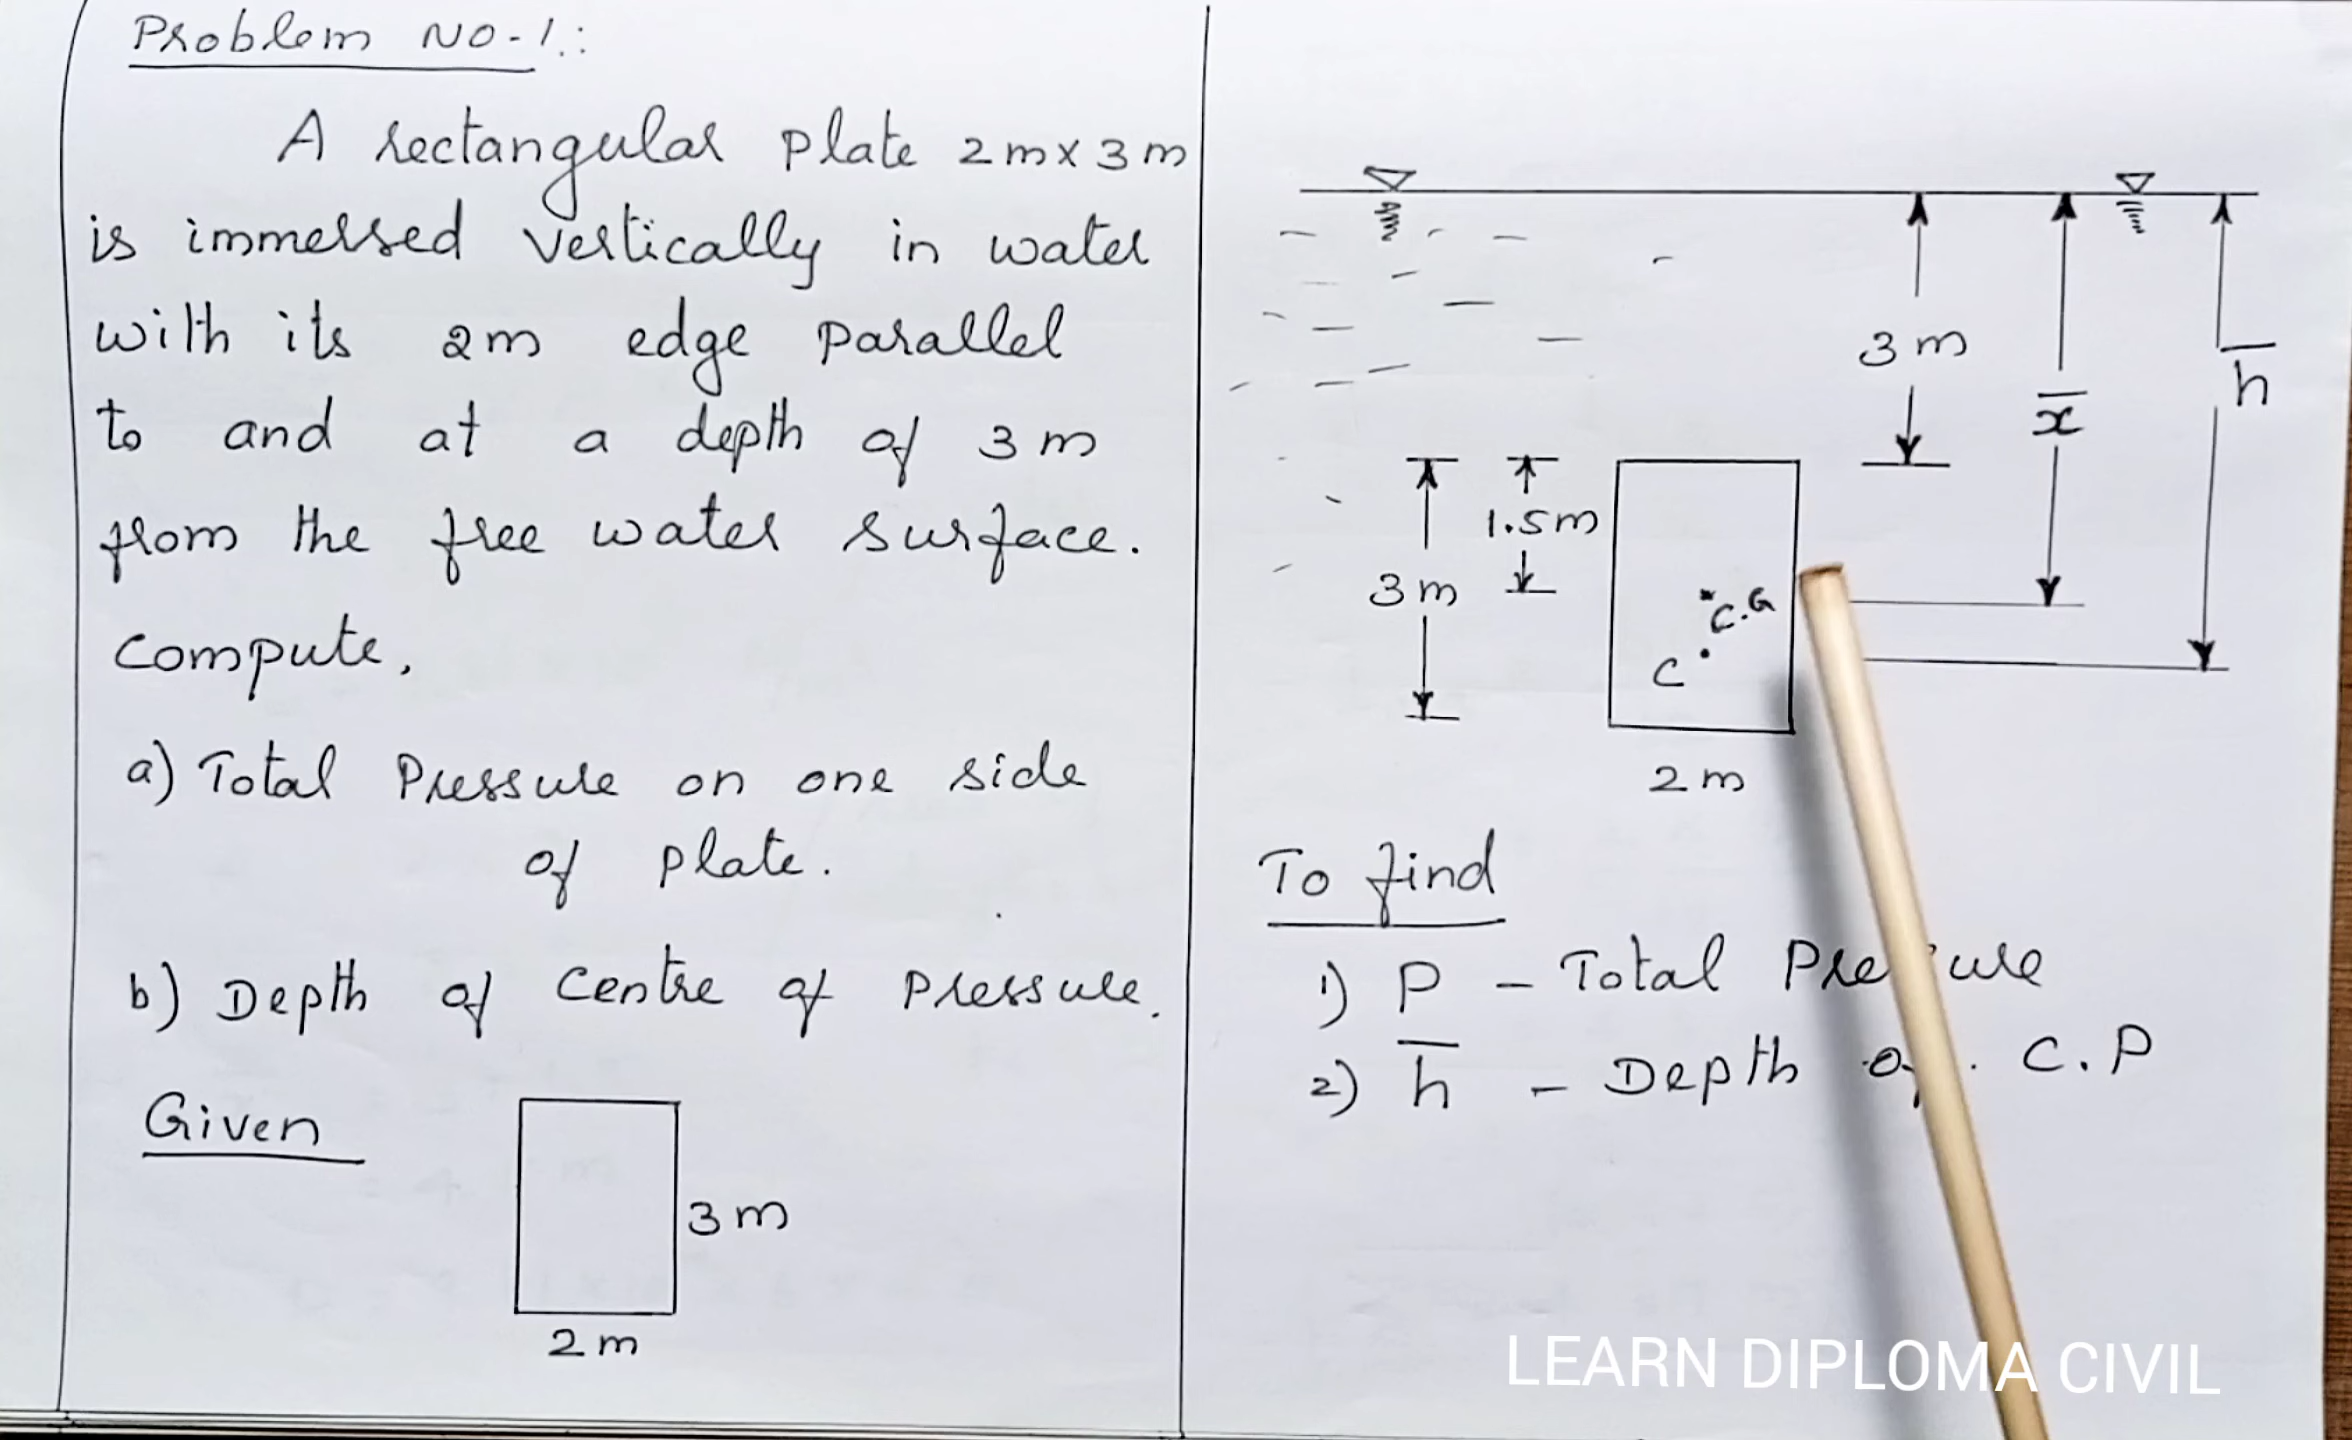 Problem NO-1.:
A rectangular Plate 2m x 3m
is immersed vertically in water
with its 2m edge parallel
to and at a depth of 3m
from the free water surface.
Compute,
a) Total Pressure on one side
of plate.
b) Depth of Centre of Pressure.
Given
3m
2m
3m
x̄
h̄
1.5m
3m
C.G
C
2m
To find
1) P - Total Pre ure
2) h̄ - Depth of C.P
LEARN DIPLOMA CIVIL